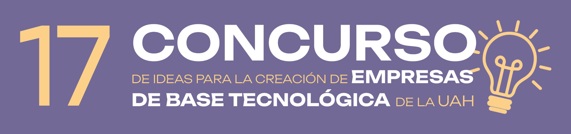 17 CONCURSO
DE IDEAS PARA LA CREACIÓN DE EMPRESAS
DE BASE TECNOLÓGICA DE LA UAH